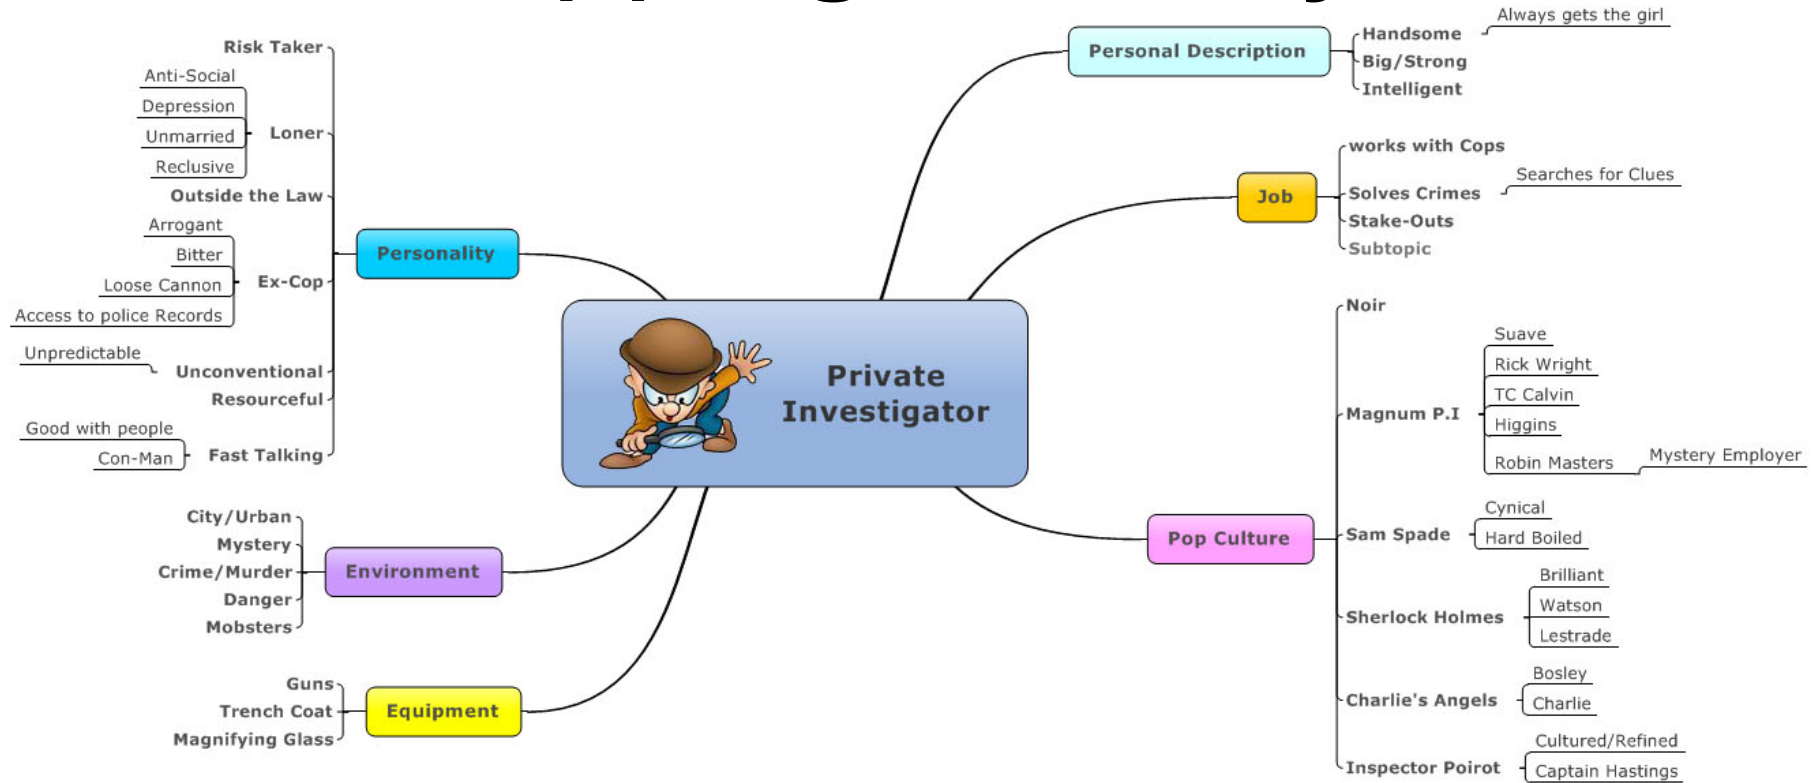 Private
Investigator
Personal Description
Handsome
Always gets the girl
Big/Strong
Intelligent
Job
works with Cops
Solves Crimes
Searches for Clues
Stake-Outs
Subtopic
Pop Culture
Noir
Magnum P.I
Suave
Rick Wright
TC Calvin
Higgins
Robin Masters
Mystery Employer
Sam Spade
Cynical
Hard Boiled
Sherlock Holmes
Brilliant
Watson
Lestrade
Charlie's Angels
Bosley
Charlie
Inspector Poirot
Cultured/Refined
Captain Hastings
Personality
Risk Taker
Loner
Anti-Social
Depression
Unmarried
Reclusive
Outside the Law
Ex-Cop
Arrogant
Bitter
Loose Cannon
Access to police Records
Unconventional
Unpredictable
Resourceful
Fast Talking
Good with people
Con-Man
Environment
City/Urban
Mystery
Crime/Murder
Danger
Mobsters
Equipment
Guns
Trench Coat
Magnifying Glass